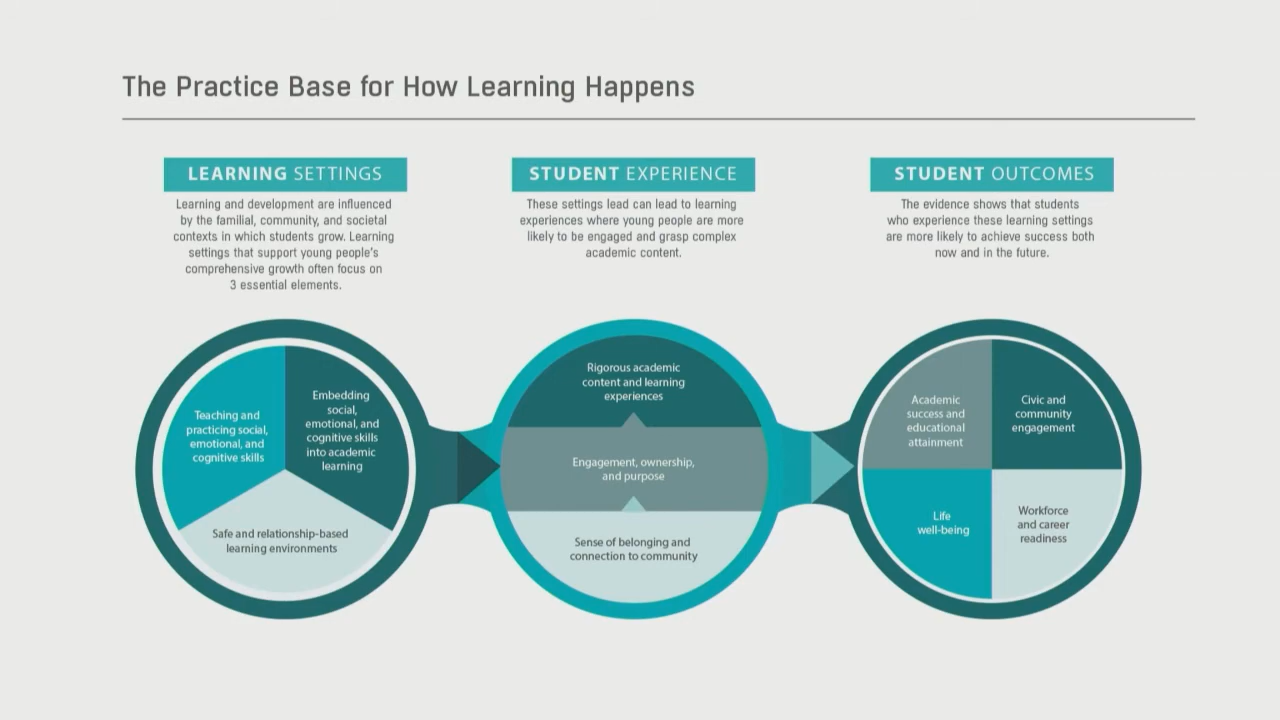 The Practice Base for How Learning Happens
LEARNING SETTINGS
Learning and development are influenced
by the familial, community, and societal
contexts in which students grow. Learning
settings that support young people's
comprehensive growth often focus on
3 essential elements.
Teaching and
practicing social,
emotional, and
cognitive skills
Embedding
social,
emotional, and
cognitive skills
into academic
learning
Safe and relationship-based
learning environments
STUDENT EXPERIENCE
These settings lead can lead to learning
experiences where young people are more
likely to be engaged and grasp complex
academic content.
Rigorous academic
content and learning
experiences
Engagement, ownership,
and purpose
Sense of belonging and
connection to community
STUDENT OUTCOMES
The evidence shows that students
who experience these learning settings
are more likely to achieve success both
now and in the future.
Academic
success and
educational
attainment
Civic and
community
engagement
Life
well-being
Workforce
and career
readiness